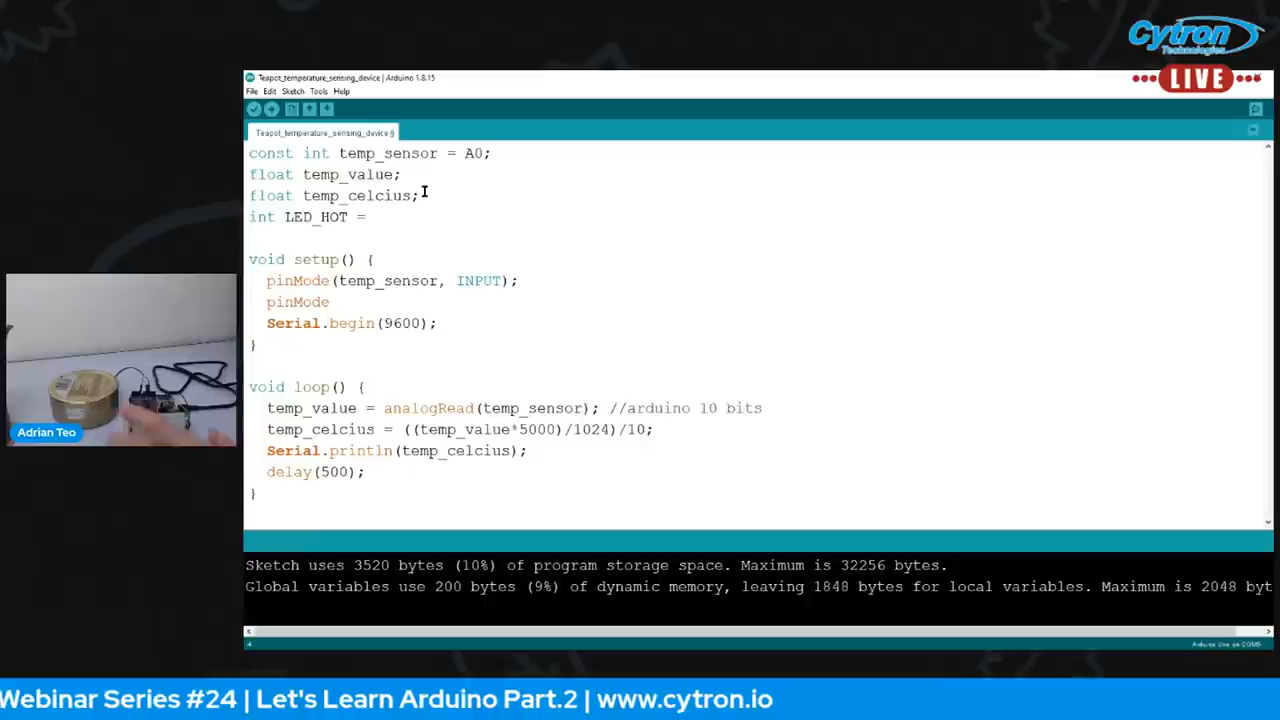 Cytron
Technologies
LIVE
Teapot_temperature_sensing_device | Arduino 1.8.15
File Edit Sketch Tools Help
Teapot_temperature_sensing_device §
const int temp_sensor = A0;
float temp_value;
float temp_celcius;
int LED_HOT =
void setup() {
pinMode(temp_sensor, INPUT);
pinMode
Serial.begin(9600);
}
void loop() {
temp_value = analogRead(temp_sensor); //arduino 10 bits
temp_celcius = ((temp_value*5000)/1024)/10;
Serial.println(temp_celcius);
delay(500);
}
Adrian Teo
Sketch uses 3520 bytes (10%) of program storage space. Maximum is 32256 bytes.
Global variables use 200 bytes (9%) of dynamic memory, leaving 1848 bytes for local variables. Maximum is 2048 byt
4
Arduino Uno on COM5
Webinar Series #24 | Let's Learn Arduino Part.2 | www.cytron.io